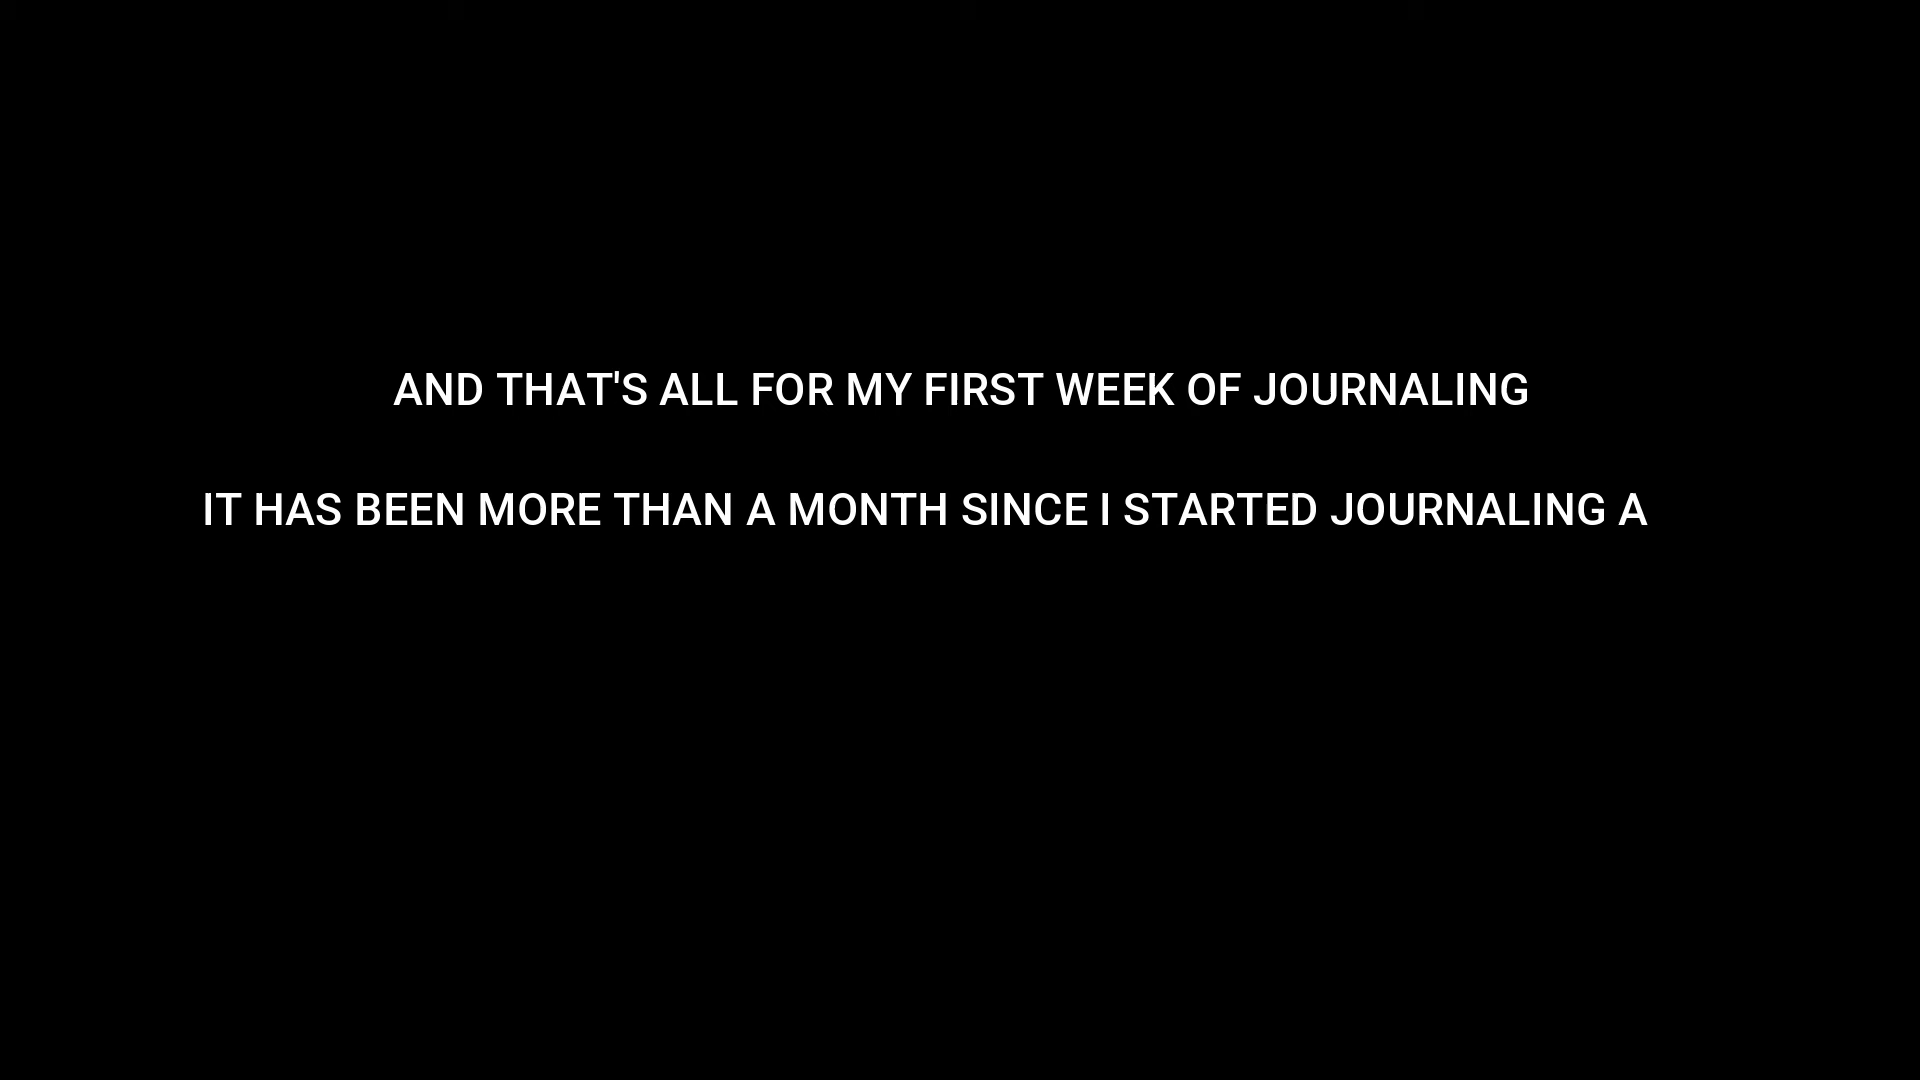 AND THAT'S ALL FOR MY FIRST WEEK OF JOURNALING
IT HAS BEEN MORE THAN A MONTH SINCE I STARTED JOURNALING A